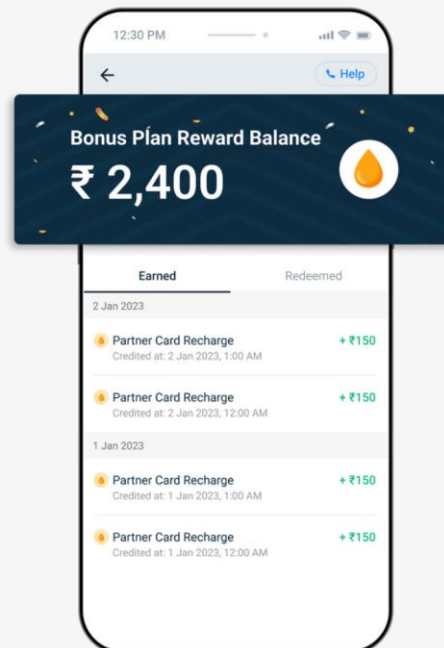 12:30 PM
Help
Bonus Plan Reward Balance
₹ 2,400
Earned Redeemed
2 Jan 2023
Partner Card Recharge +₹150
Credited at: 2 Jan 2023, 1:00 AM
Partner Card Recharge +₹150
Credited at: 2 Jan 2023, 12:00 AM
1 Jan 2023
Partner Card Recharge +₹150
Credited at: 1 Jan 2023, 1:00 AM
Partner Card Recharge +₹150
Credited at: 1 Jan 2023, 12:00 AM